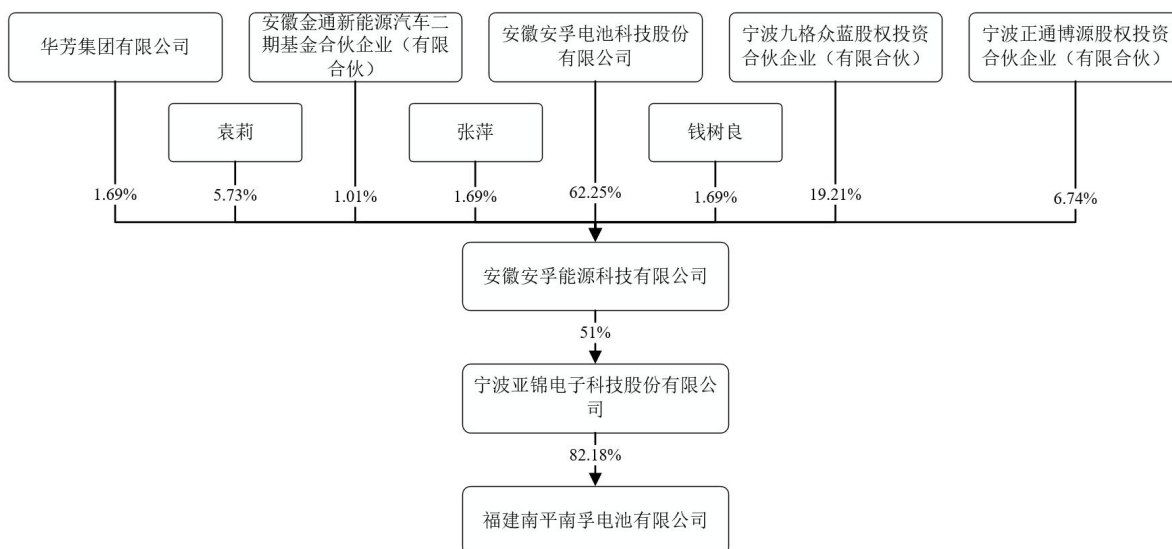 华芳集团有限公司
安徽金通新能源汽车二
期基金合伙企业（有限
合伙）
安徽安孚电池科技股份
有限公司
宁波九格众蓝股权投资
合伙企业（有限合伙）
宁波正通博源股权投资
合伙企业（有限合伙）
袁莉
张萍
钱树良
1.69%
5.73%
1.01%
1.69%
62.25%
1.69%
19.21%
6.74%
安徽安孚能源科技有限公司
51%
宁波亚锦电子科技股份有限公
司
82.18%
福建南平南孚电池有限公司